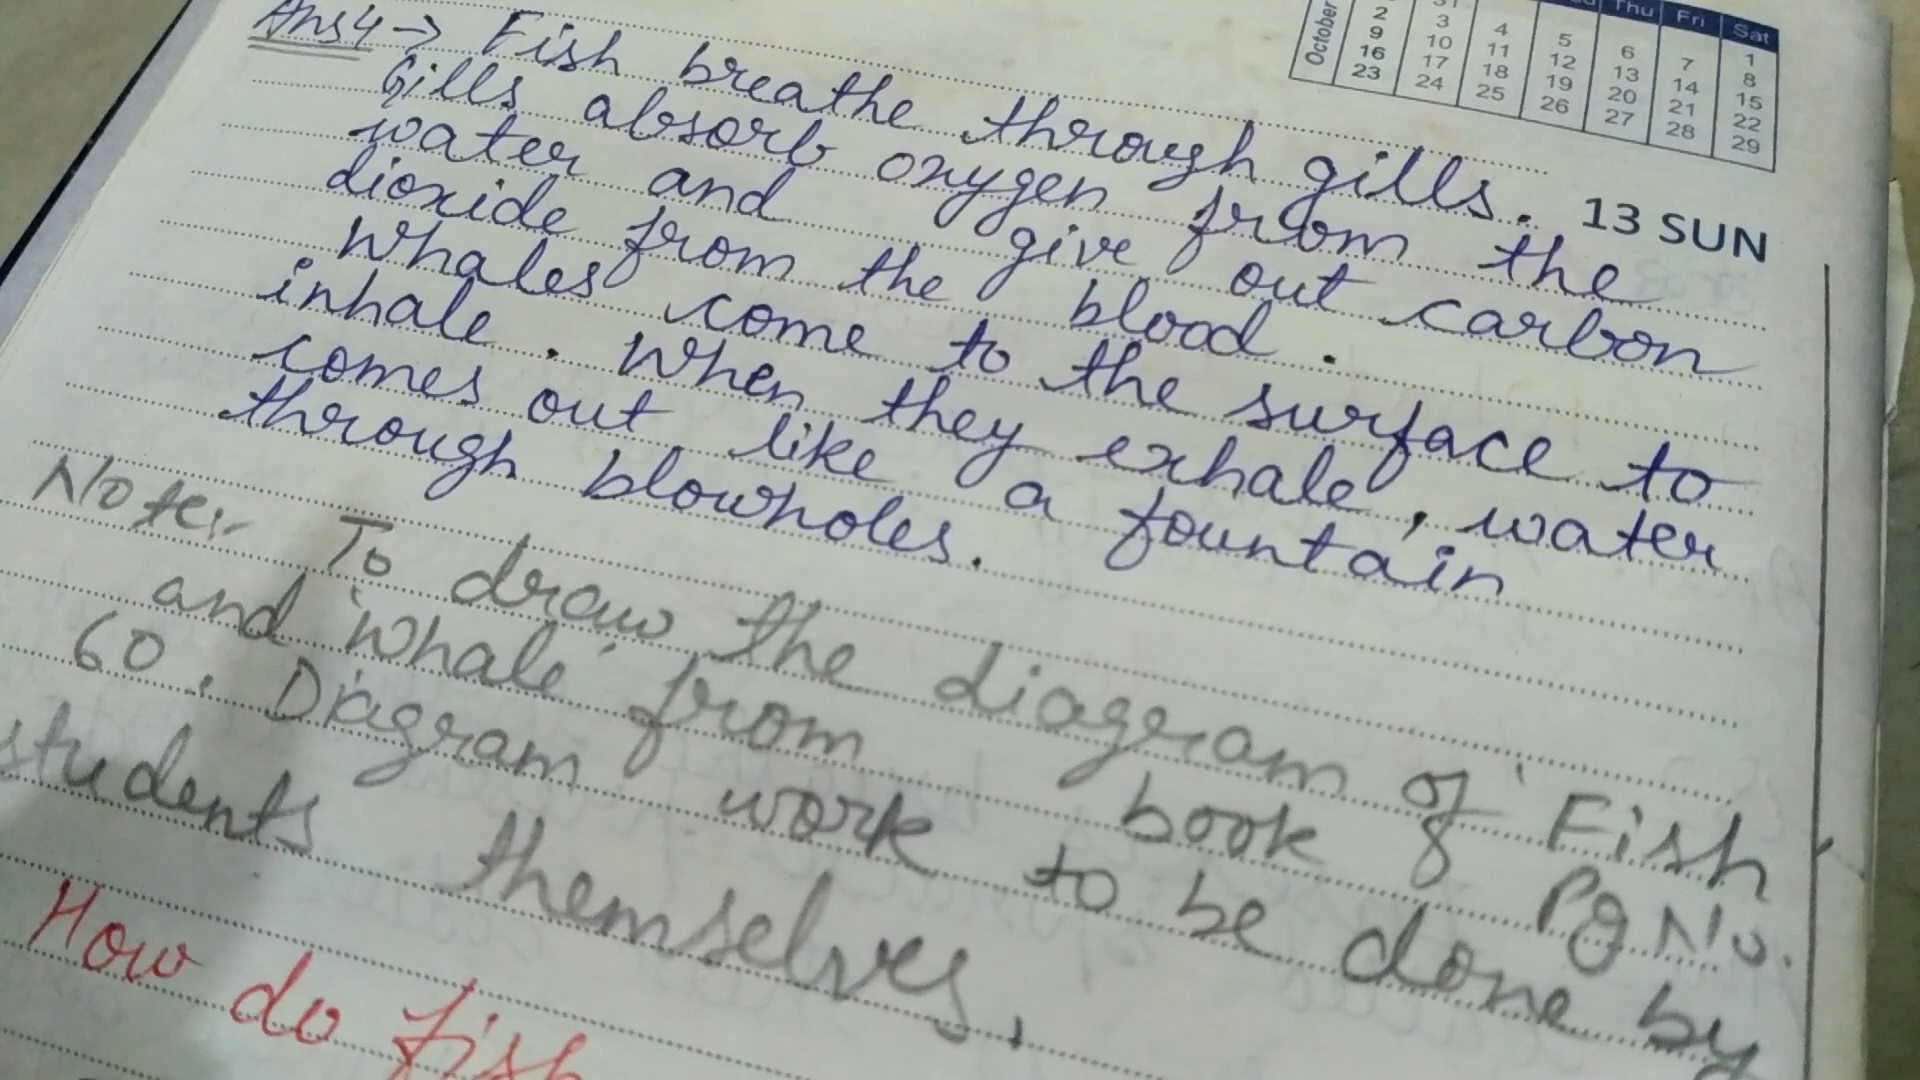 October
Thu Fri Sat
1
2 3 4 5 6 7 8
9 10 11 12 13 14 15
16 17 18 19 20 21 22
23 24 25 26 27 28 29
13 SUN
Ans4 → Fish breathe through gills.
Gills absorb oxygen from the
water and give out carbon
dioxide from the blood.
Whales come to the surface to
inhale. When they exhale, water
comes out like a fountain
through blowholes.
Note:- To draw the diagram of 'Fish
and 'whale' from book of Pg No.
60. Diagram work to be done by
students themselves.
How do fish